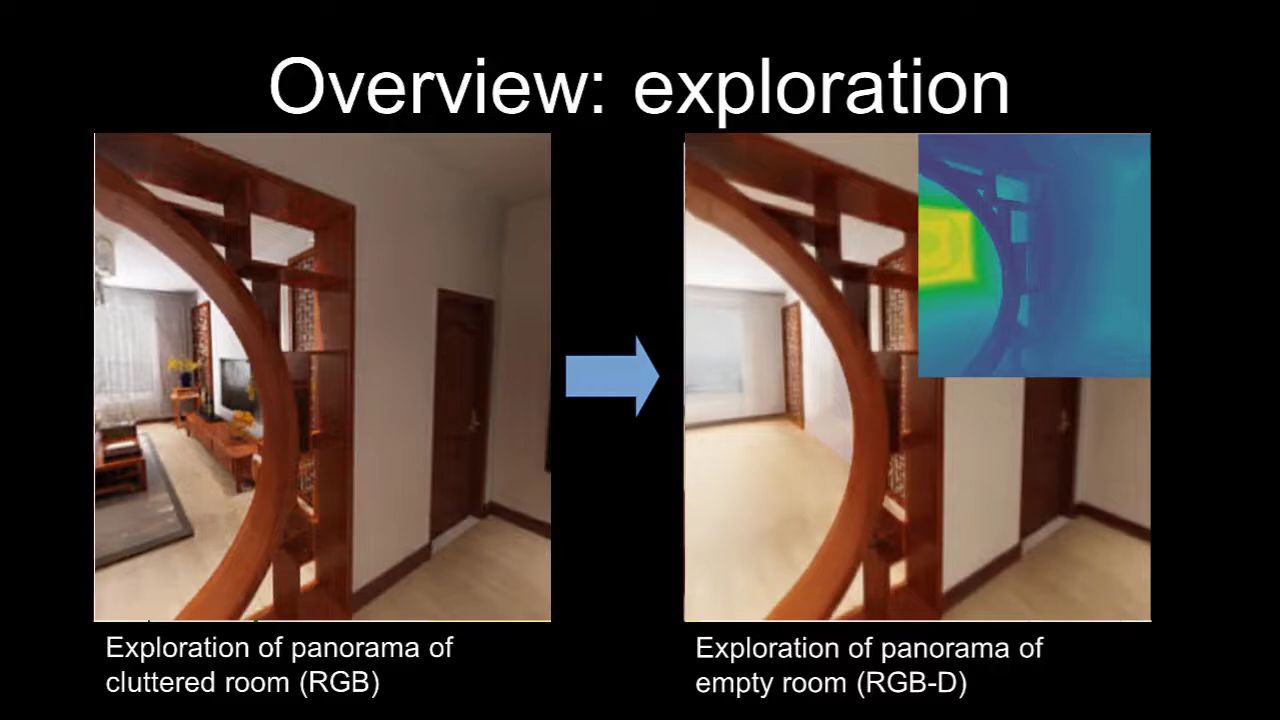 Overview: exploration
Exploration of panorama of
cluttered room (RGB)
Exploration of panorama of
empty room (RGB-D)